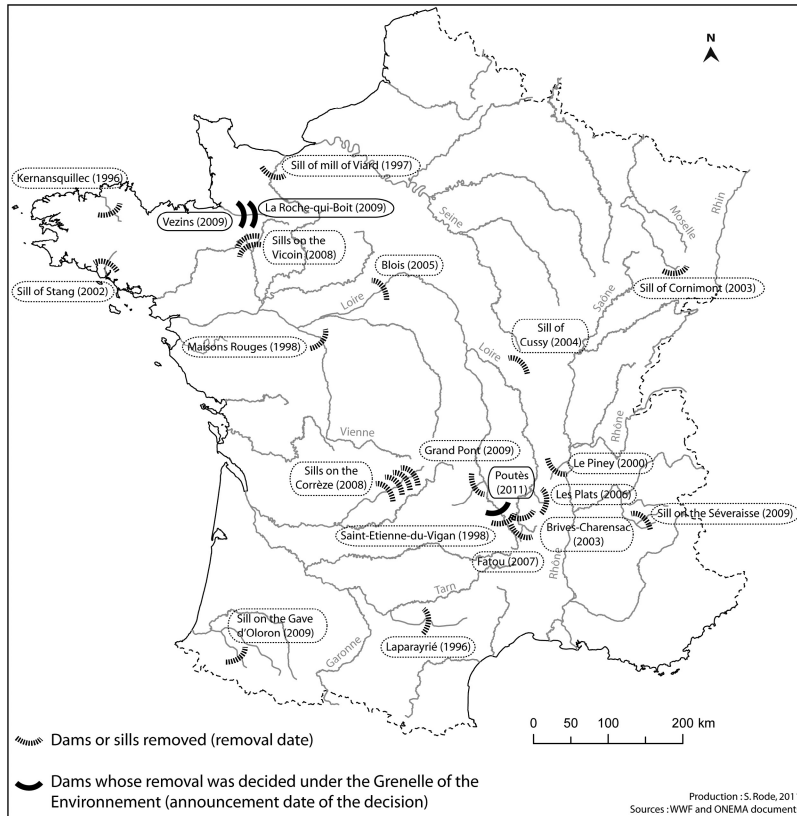 N
Sill of mill of Viard (1997)
Kernansquillec (1996)
La Roche-qui-Boit (2009)
Vezins (2009)
Seine
Moselle
Rhin
Sills on the
Vicoin (2008)
Blois (2005)
Sill of Stang (2002)
Sill of Cornimont (2003)
Loire
Saône
Sill of
Cussy (2004)
Maisons Rouges (1998)
Loire
Rhône
Vienne
Grand Pont (2009)
Sills on the
Corrèze (2008)
Poutès
(2011)
Le Piney (2000)
Les Plats (2006)
Sill on the Séveraisse (2009)
Saint-Etienne-du-Vigan (1998)
Brives-Charensac
(2003)
Fatou (2007)
Rhône
Tarn
Sill on the Gave
d'Oloron (2009)
Garonne
Laparayrié (1996)
0 50 100 200 km
Dams or sills removed (removal date)
Dams whose removal was decided under the Grenelle of the
Environnement (announcement date of the decision)
Production : S. Rode, 201
Sources : WWF and ONEMA document